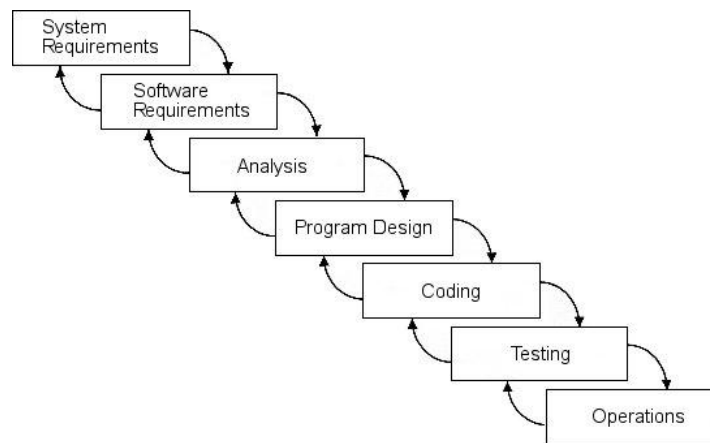 System
Requirements
Software
Requirements
Analysis
Program Design
Coding
Testing
Operations